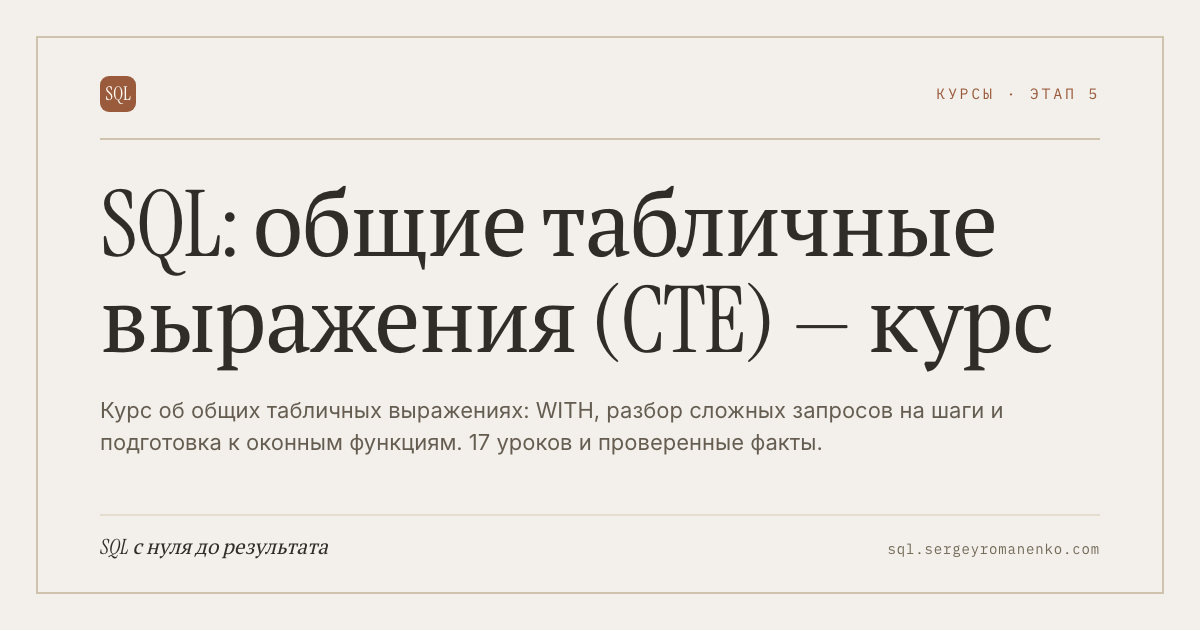 SQL
КУРСЫ · ЭТАП 5
SQL: общие табличные
выражения (CTE) — курс
Курс об общих табличных выражениях: WITH, разбор сложных запросов на шаги и
подготовка к оконным функциям. 17 уроков и проверенные факты.
SQL с нуля до результата
sql.sergeyromanenko.com